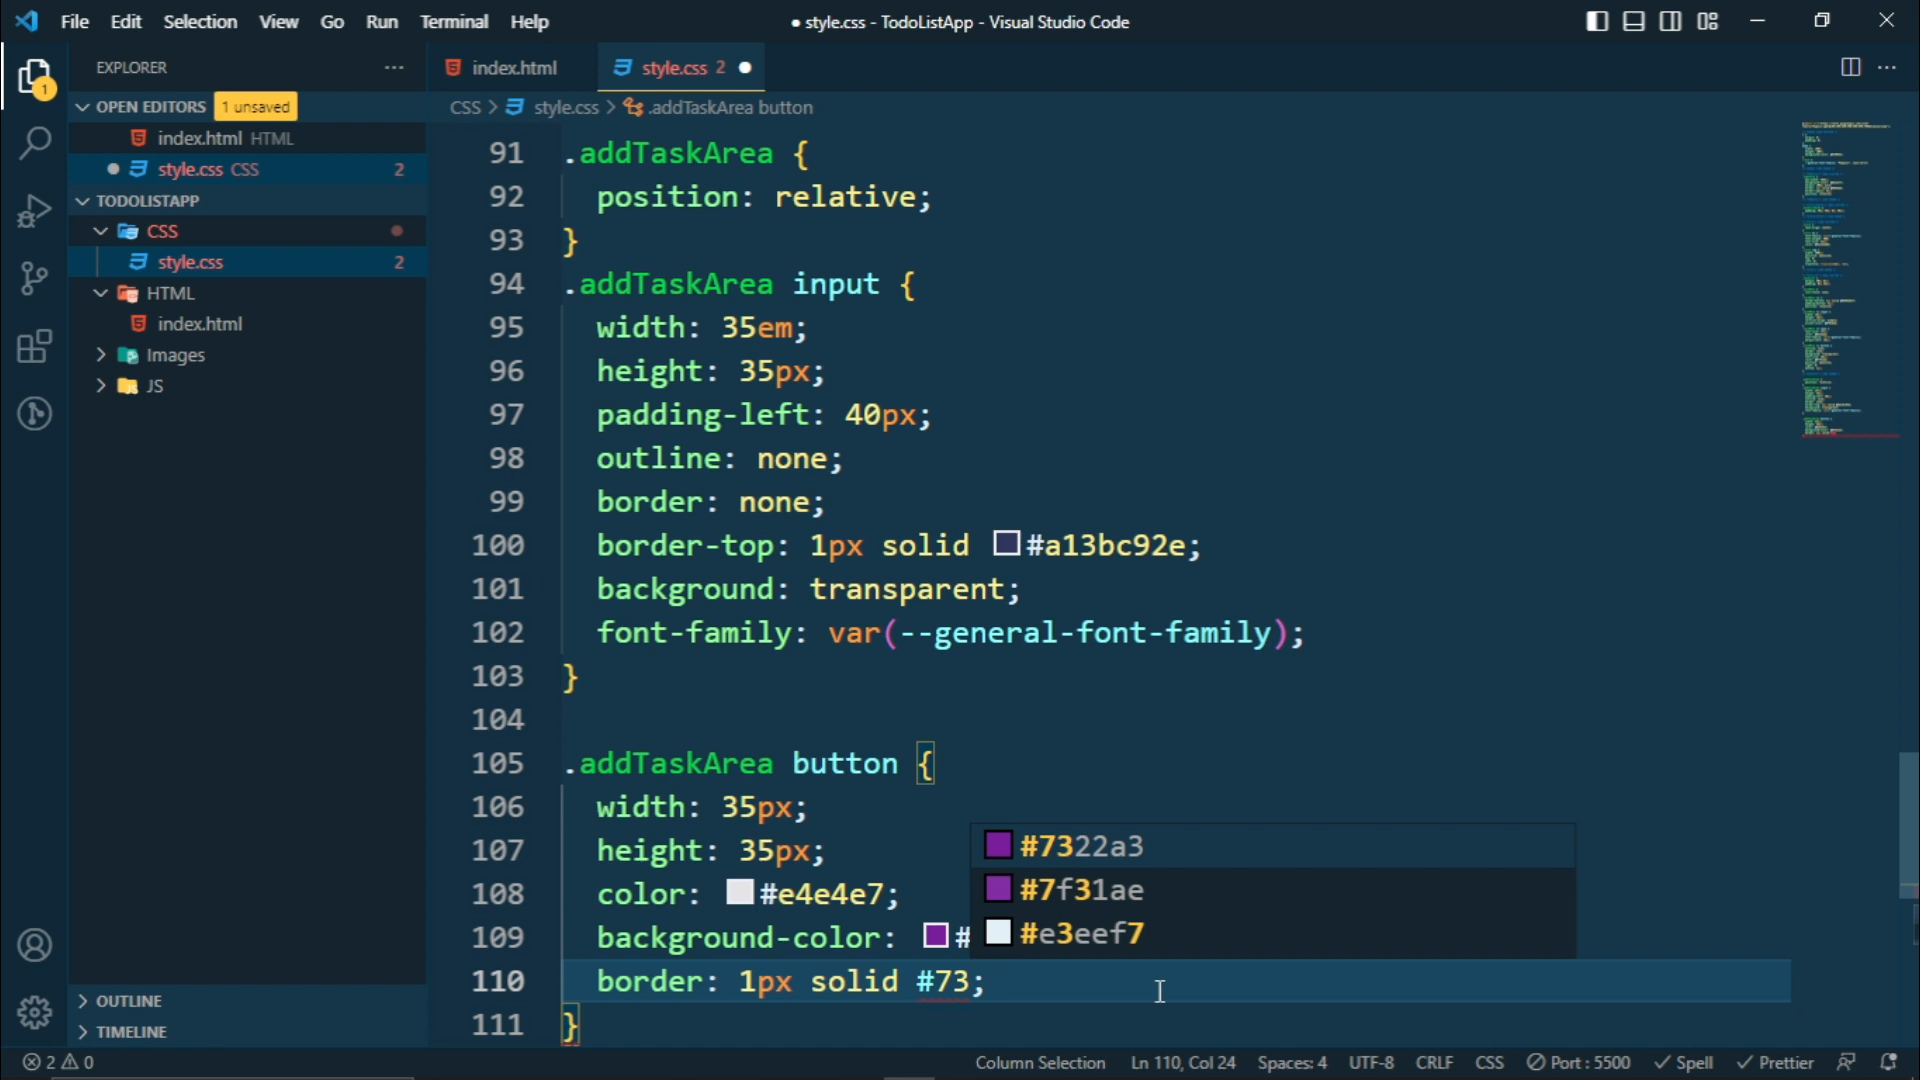 File Edit Selection View Go Run Terminal Help
● style.css - TodoListApp - Visual Studio Code
EXPLORER
index.html
style.css 2
OPEN EDITORS 1 unsaved
CSS > style.css > .addTaskArea button
index.html HTML
style.css CSS 2
TODOLISTAPP
CSS
style.css 2
HTML
index.html
Images
JS
91 .addTaskArea {
92 position: relative;
93 }
94 .addTaskArea input {
95 width: 35em;
96 height: 35px;
97 padding-left: 40px;
98 outline: none;
99 border: none;
100 border-top: 1px solid #a13bc92e;
101 background: transparent;
102 font-family: var(--general-font-family);
103 }
104
105 .addTaskArea button {
106 width: 35px;
107 height: 35px;
108 color: #e4e4e7;
109 background-color: #
110 border: 1px solid #73;
111 }
#7322a3
#7f31ae
#e3eef7
1
OUTLINE
TIMELINE
2 0
Column Selection Ln 110, Col 24 Spaces: 4 UTF-8 CRLF CSS Port : 5500 Spell Prettier